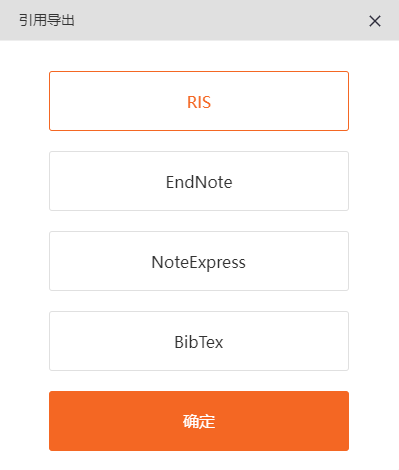 引用导出
RIS
EndNote
NoteExpress
BibTex
确定